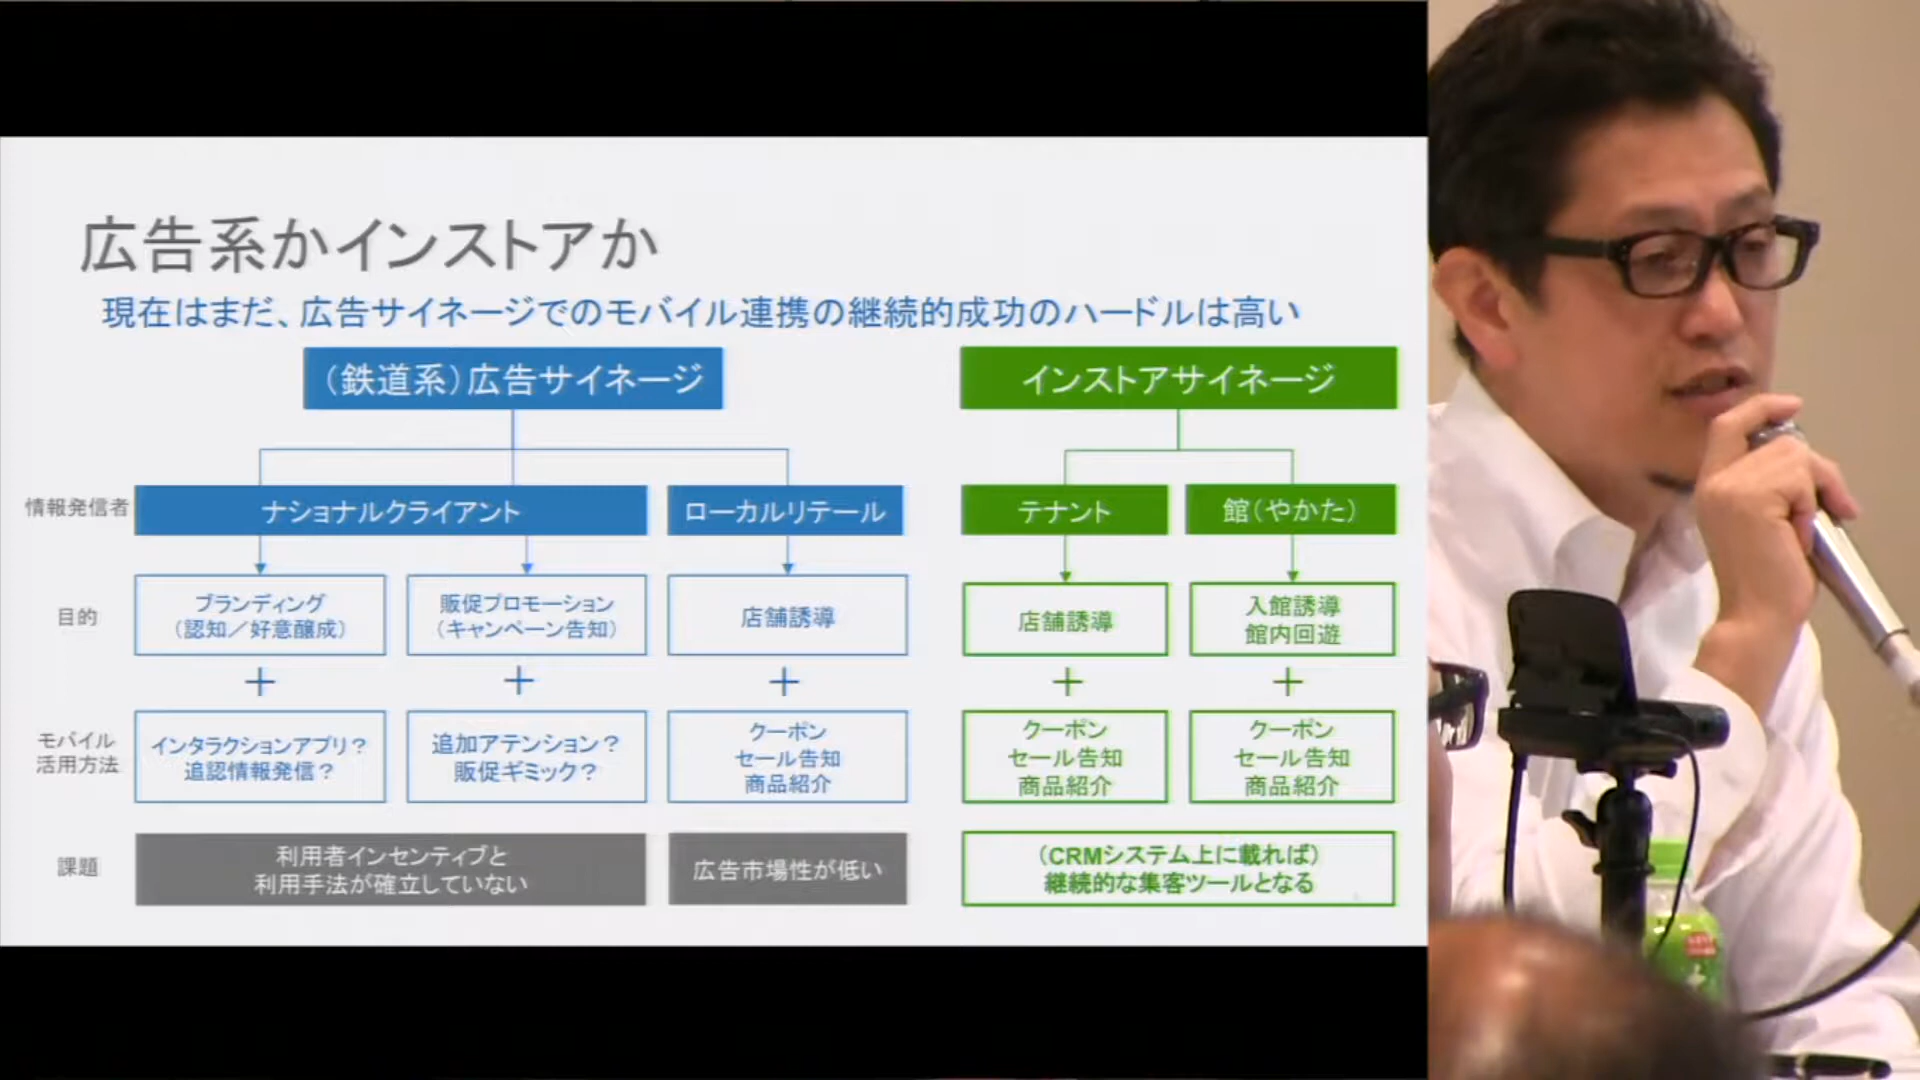 広告系かインストアか
現在はまだ、広告サイネージでのモバイル連携の継続的成功のハードルは高い
（鉄道系）広告サイネージ
インストアサイネージ
情報発信者
ナショナルクライアント
ローカルリテール
テナント
館（やかた）
目的
ブランディング
（認知／好意醸成）
販促プロモーション
（キャンペーン告知）
店舗誘導
店舗誘導
入館誘導
館内回遊
＋
＋
＋
＋
＋
モバイル
活用方法
インタラクションアプリ？
追認情報発信？
追加アテンション？
販促ギミック？
クーポン
セール告知
商品紹介
クーポン
セール告知
商品紹介
クーポン
セール告知
商品紹介
課題
利用者インセンティブと
利用手法が確立していない
広告市場性が低い
（CRMシステム上に載れば）
継続的な集客ツールとなる